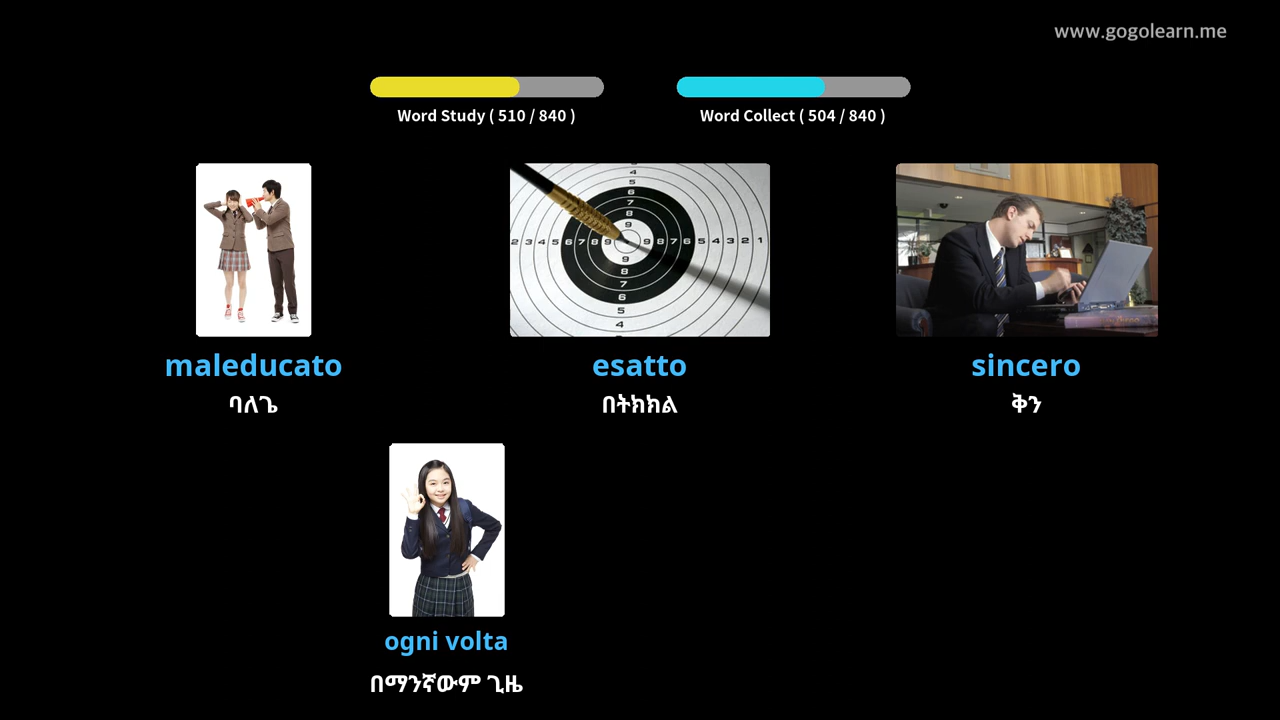 www.gogolearn.me
Word Study ( 510 / 840 )
Word Collect ( 504 / 840 )
maleducato
esatto
sincero
ባለጌ
በትክክል
ቅን
ogni volta
በማንኛውም ጊዜ